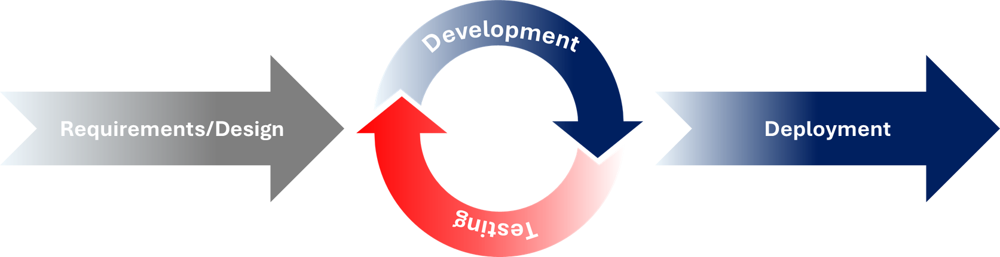 Requirements/Design
Development
Testing
Deployment